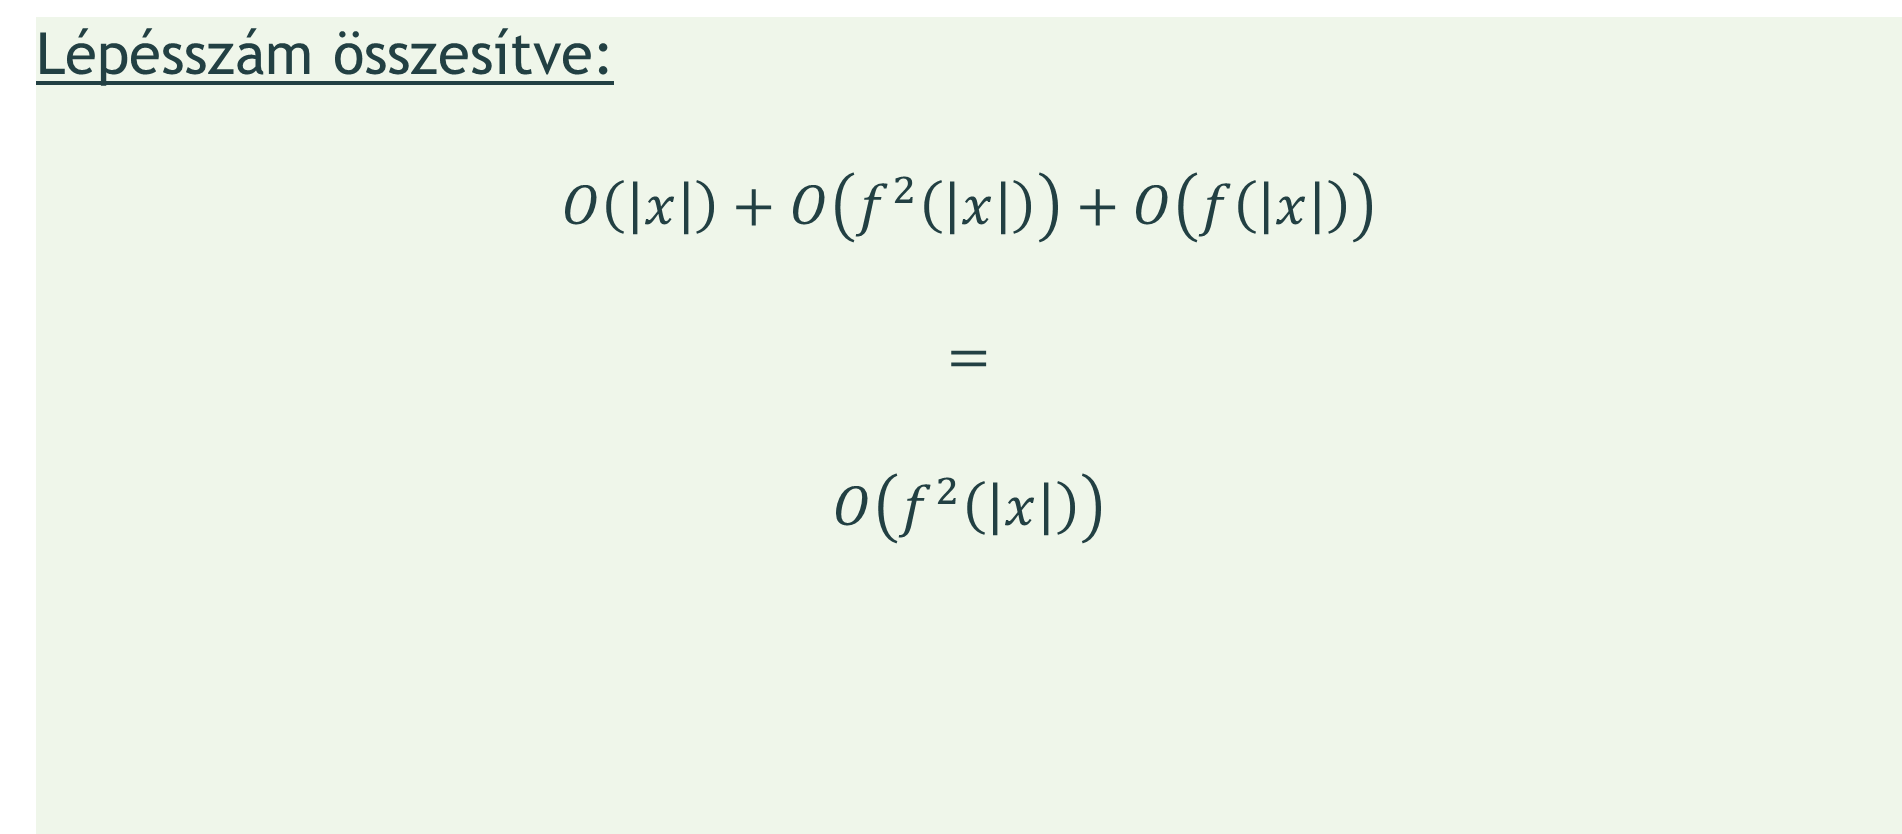 Lépésszám összesítve:
𝑂(|𝑥|) + 𝑂(𝑓²(|𝑥|)) + 𝑂(𝑓(|𝑥|))
=
𝑂(𝑓²(|𝑥|))